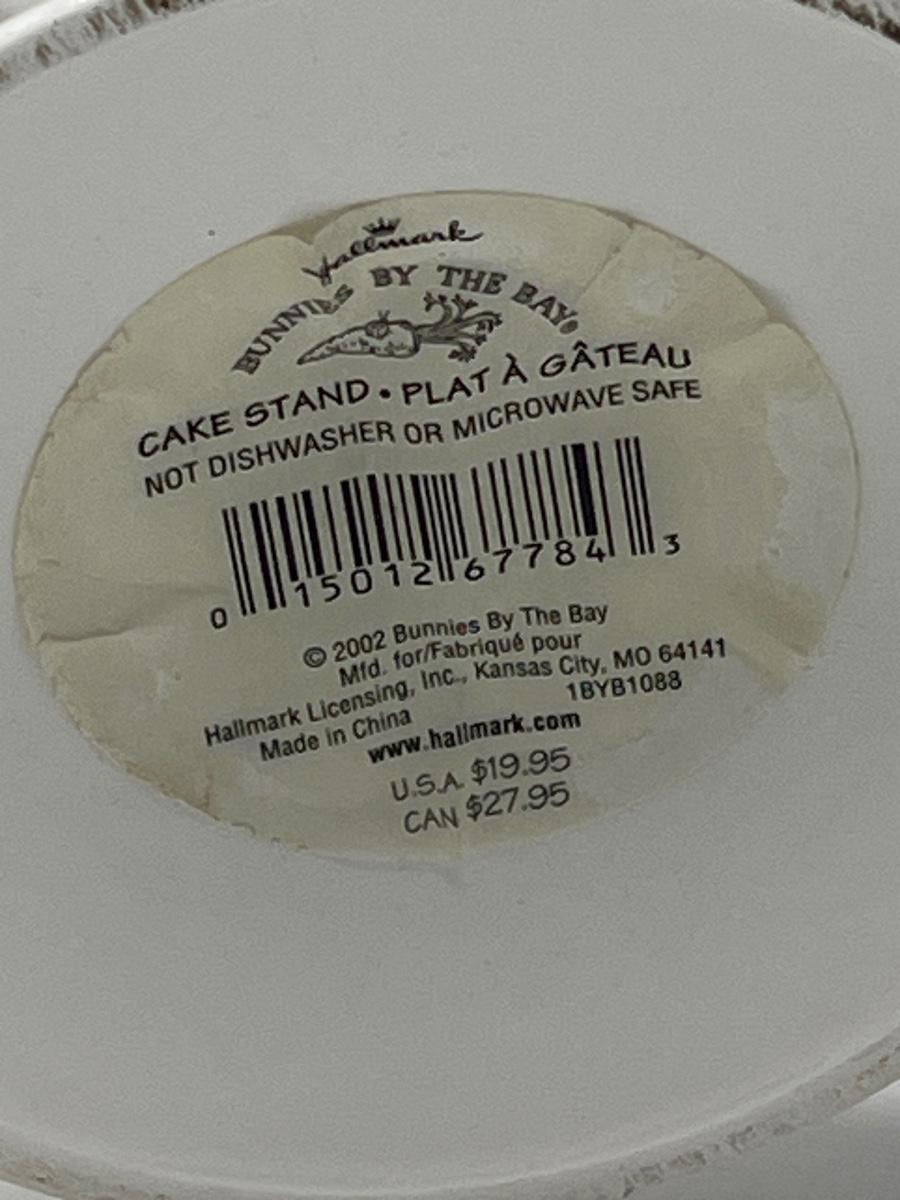 Hallmark
BUNNIES BY THE BAY®
CAKE STAND • PLAT À GÂTEAU
NOT DISHWASHER OR MICROWAVE SAFE
0 15012 67784 3
© 2002 Bunnies By The Bay
Mfd. for/Fabriqué pour
Hallmark Licensing, Inc., Kansas City, MO 64141
Made in China 1BYB1088
www.hallmark.com
U.S.A. $19.95
CAN $27.95